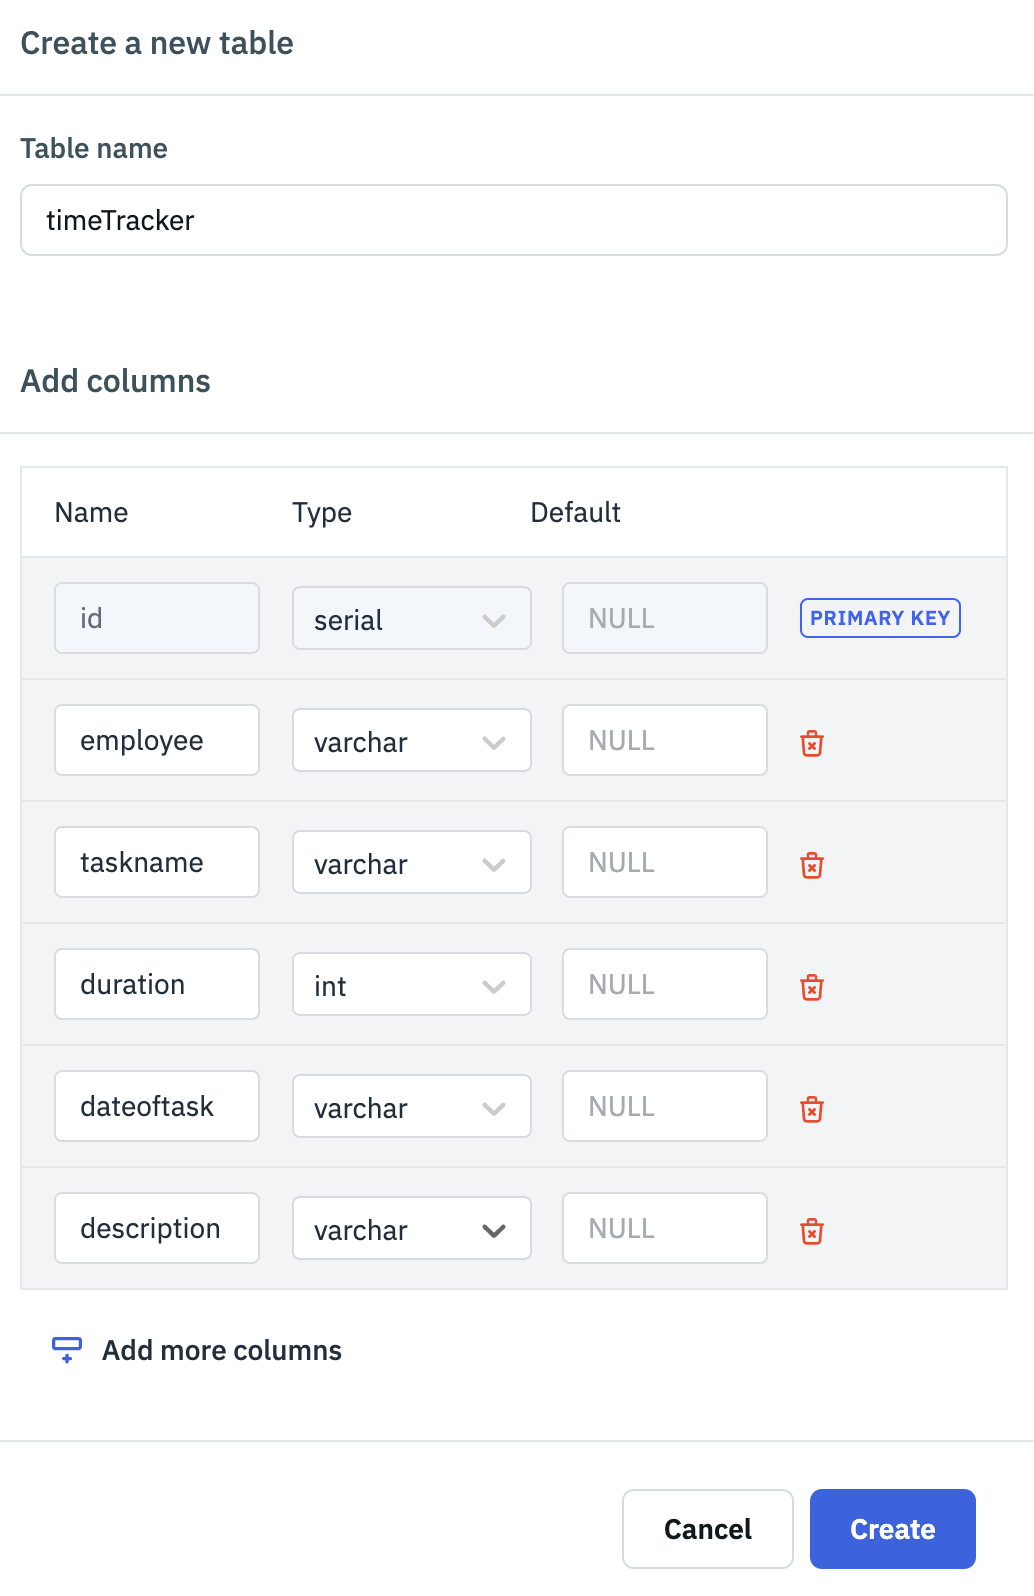 Create a new table
Table name
timeTracker
Add columns
Name Type Default
id serial NULL PRIMARY KEY
employee varchar NULL
taskname varchar NULL
duration int NULL
dateoftask varchar NULL
description varchar NULL
Add more columns
Cancel Create